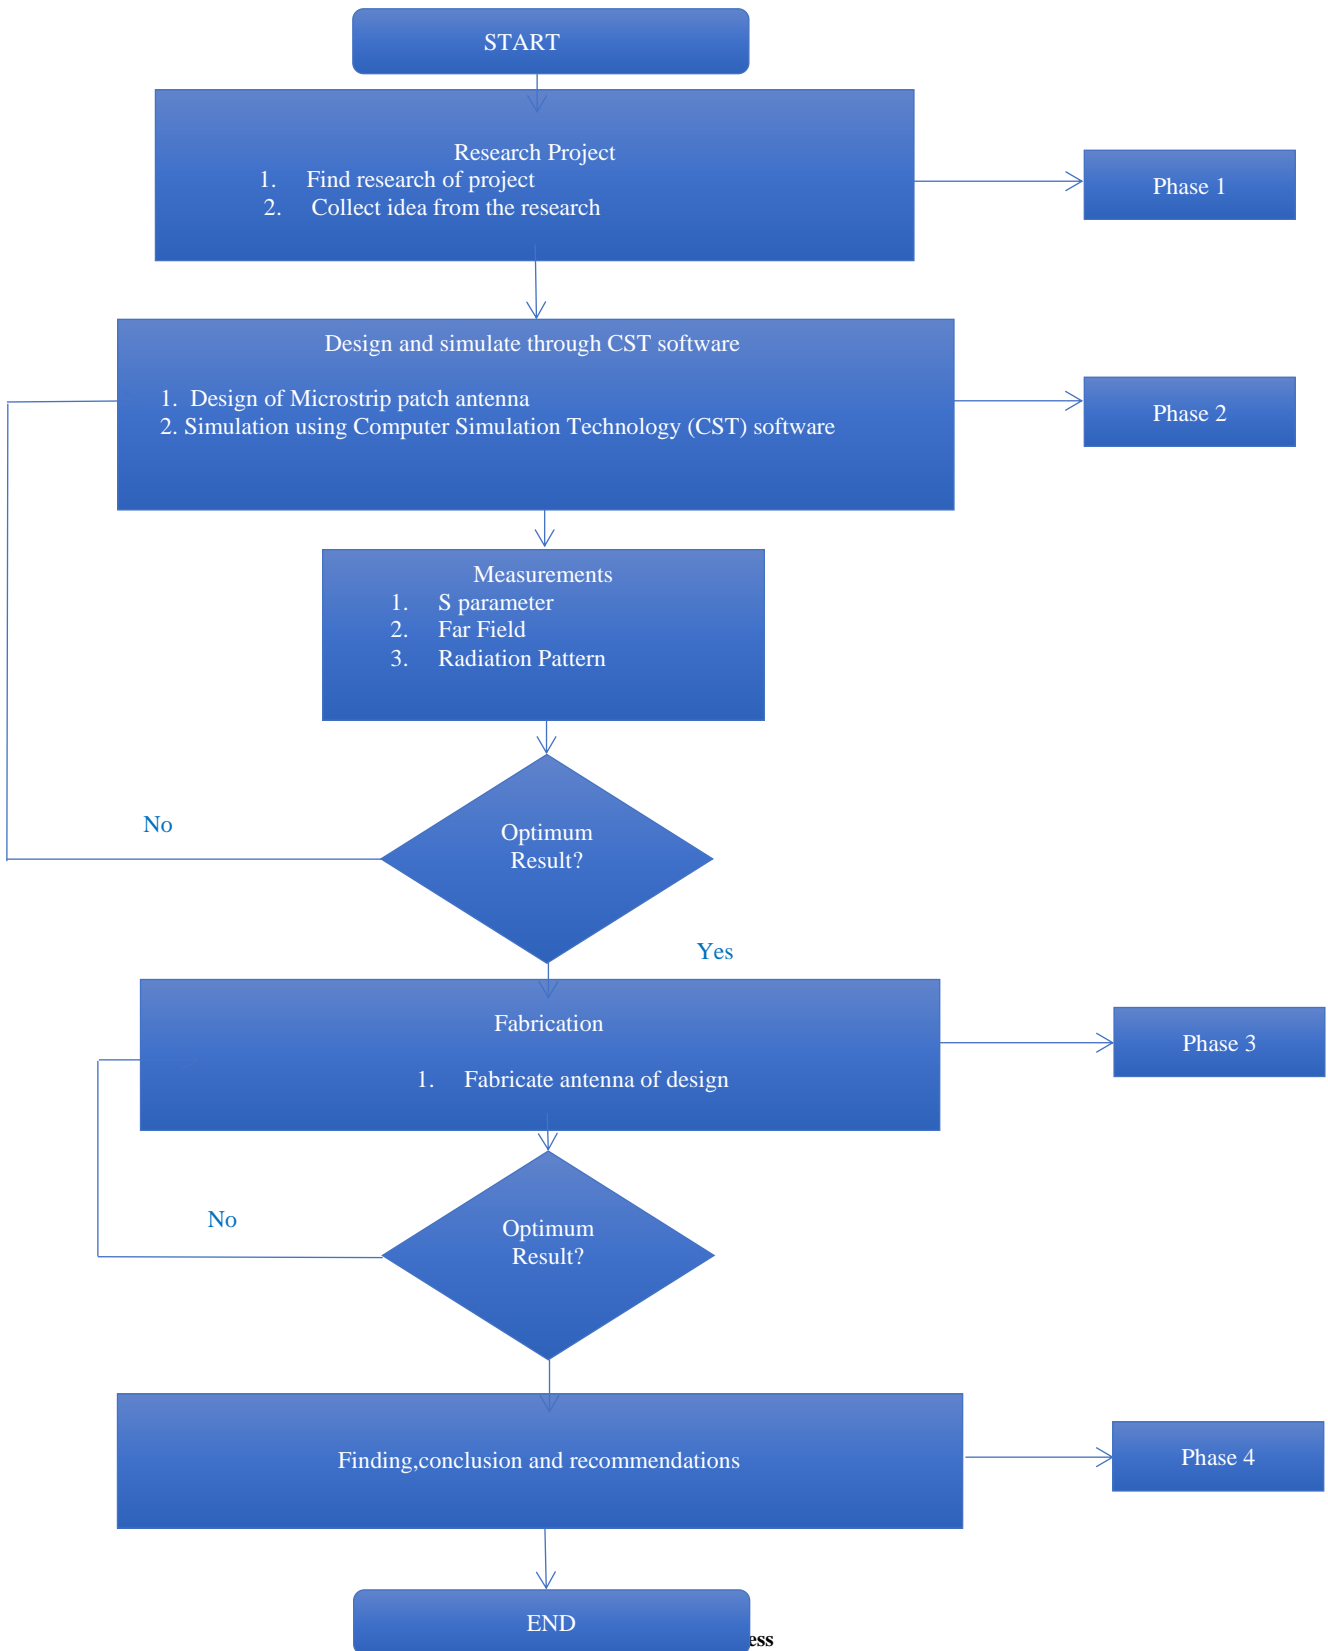 START
Research Project
1. Find research of project
2. Collect idea from the research
Phase 1
Design and simulate through CST software
1. Design of Microstrip patch antenna
2. Simulation using Computer Simulation Technology (CST) software
Phase 2
Measurements
1. S parameter
2. Far Field
3. Radiation Pattern
No
Optimum
Result?
Yes
Fabrication
1. Fabricate antenna of design
Phase 3
No
Optimum
Result?
Finding,conclusion and recommendations
Phase 4
END